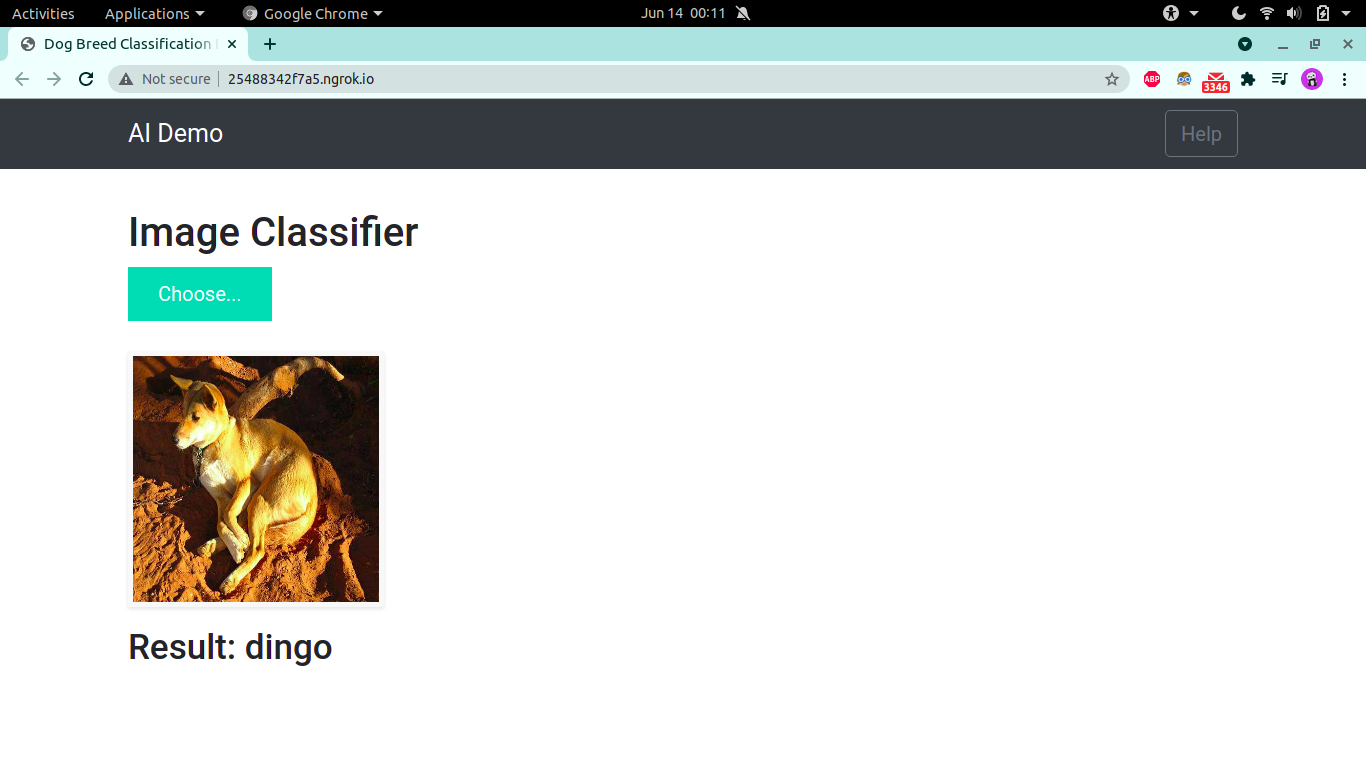 Activities Applications Google Chrome Jun 14 00:11
Dog Breed Classification
Not secure 25488342f7a5.ngrok.io ABP 3346
AI Demo Help
Image Classifier
Choose...
Result: dingo